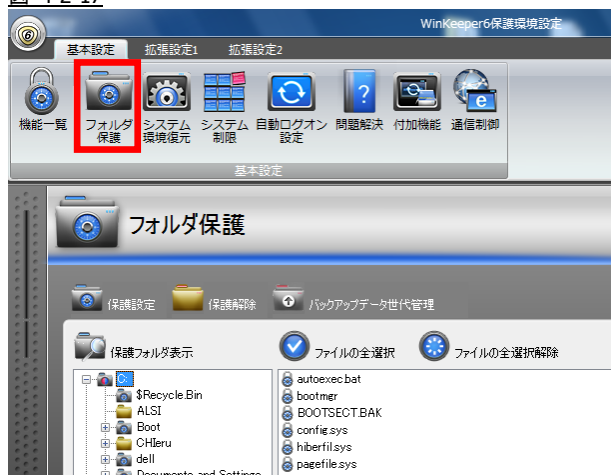 図 4-2-17
WinKeeper6保護環境設定
基本設定 拡張設定1 拡張設定2
機能一覧 フォルダ保護 システム環境復元 システム制限 自動ログオン設定 問題解決 付加機能 通信制御
基本設定
フォルダ保護
保護設定 保護解除 バックアップデータ世代管理
保護フォルダ表示 ファイルの全選択 ファイルの全選択解除
C:
$Recycle.Bin
ALSI
Boot
CHIeru
dell
Documents and Settings
autoexec.bat
bootmgr
BOOTSECT.BAK
config.sys
hiberfil.sys
pagefile.sys